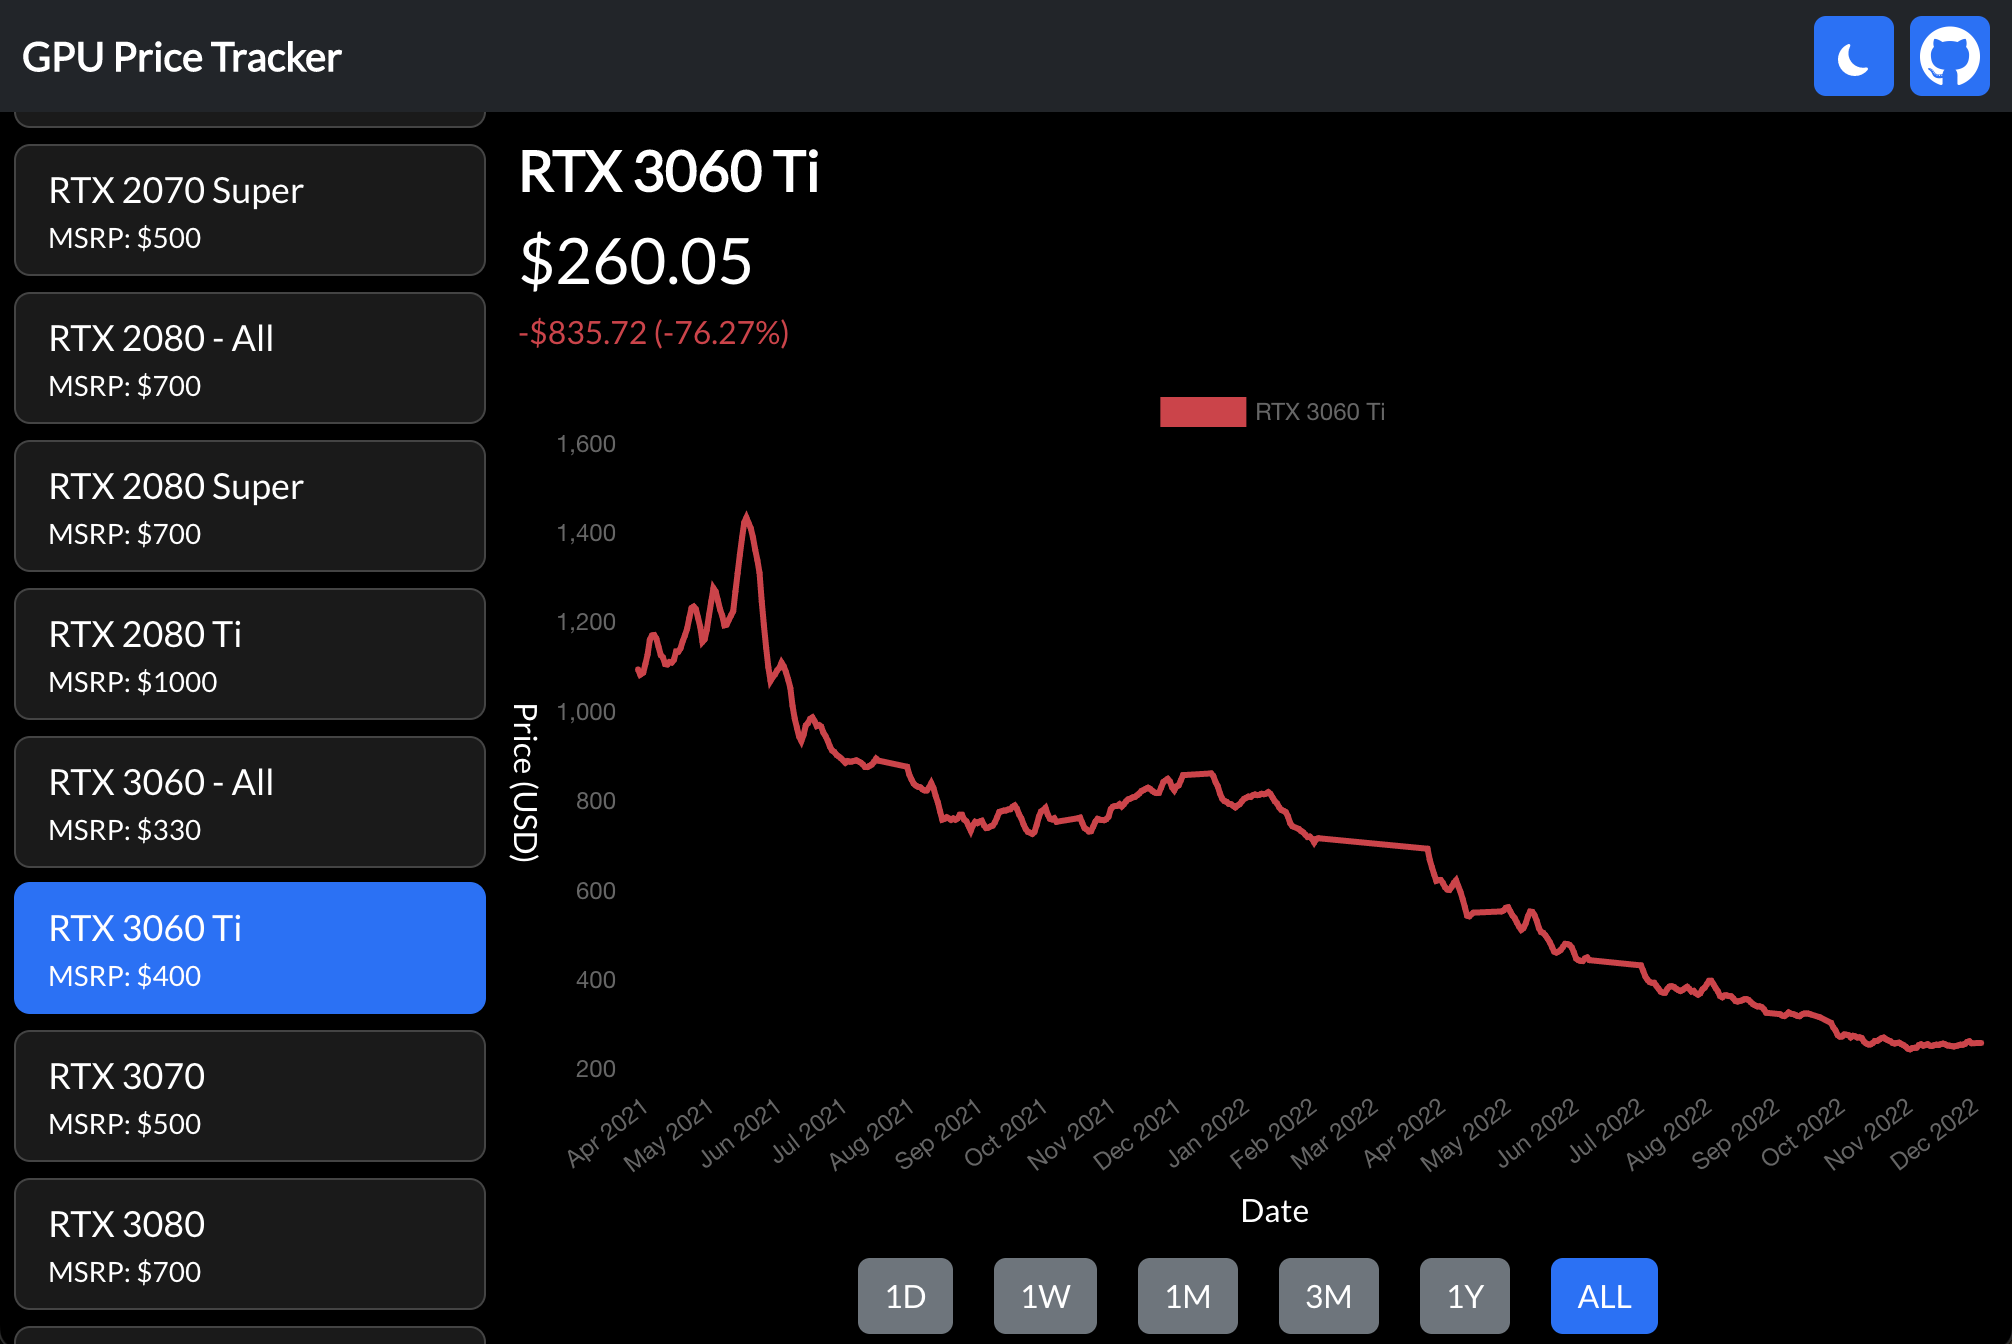 GPU Price Tracker
RTX 2070 Super
MSRP: $500
RTX 2080 - All
MSRP: $700
RTX 2080 Super
MSRP: $700
RTX 2080 Ti
MSRP: $1000
RTX 3060 - All
MSRP: $330
RTX 3060 Ti
MSRP: $400
RTX 3070
MSRP: $500
RTX 3080
MSRP: $700
RTX 3060 Ti
$260.05
-$835.72 (-76.27%)
RTX 3060 Ti
Price (USD)
1,600
1,400
1,200
1,000
800
600
400
200
Apr 2021
May 2021
Jun 2021
Jul 2021
Aug 2021
Sep 2021
Oct 2021
Nov 2021
Dec 2021
Jan 2022
Feb 2022
Mar 2022
Apr 2022
May 2022
Jun 2022
Jul 2022
Aug 2022
Sep 2022
Oct 2022
Nov 2022
Dec 2022
Date
1D
1W
1M
3M
1Y
ALL